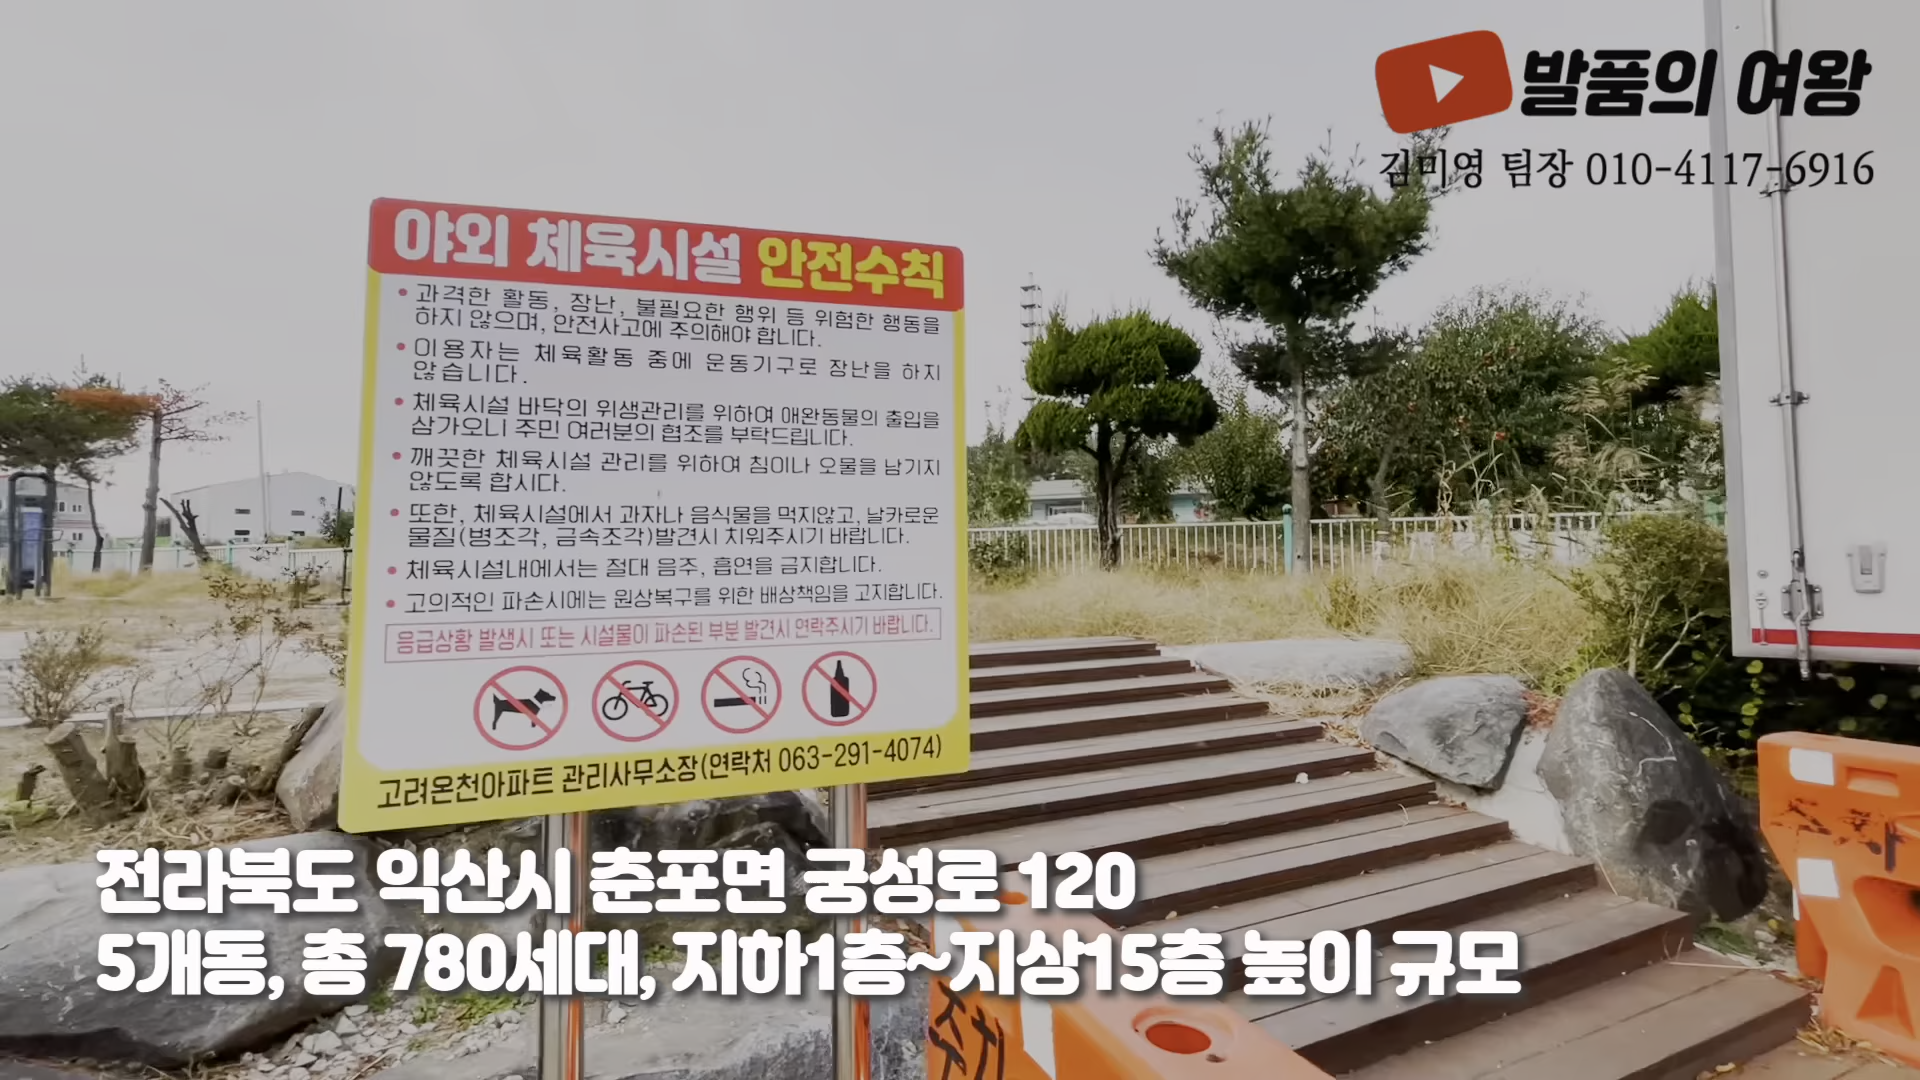 발품의 여왕
김미영 팀장 010-4117-6916
야외 체육시설 안전수칙
• 과격한 활동, 장난, 불필요한 행위 등 위험한 행동을
하지 않으며, 안전사고에 주의해야 합니다.
• 이용자는 체육활동 중에 운동기구로 장난을 하지
않습니다.
• 체육시설 바닥의 위생관리를 위하여 애완동물의 출입을
삼가오니 주민 여러분의 협조를 부탁드립니다.
• 깨끗한 체육시설 관리를 위하여 침이나 오물을 남기지
않도록 합시다.
• 또한, 체육시설에서 과자나 음식물을 먹지않고, 날카로운
물질(병조각, 금속조각)발견시 치워주시기 바랍니다.
• 체육시설내에서는 절대 음주, 흡연을 금지합니다.
• 고의적인 파손시에는 원상복구를 위한 배상책임을 고지합니다.
응급상황 발생시 또는 시설물이 파손된 부분 발견시 연락주시기 바랍니다.
고려온천아파트 관리사무소장(연락처 063-291-4074)
전라북도 익산시 춘포면 궁성로 120
5개동, 총 780세대, 지하1층~지상15층 높이 규모